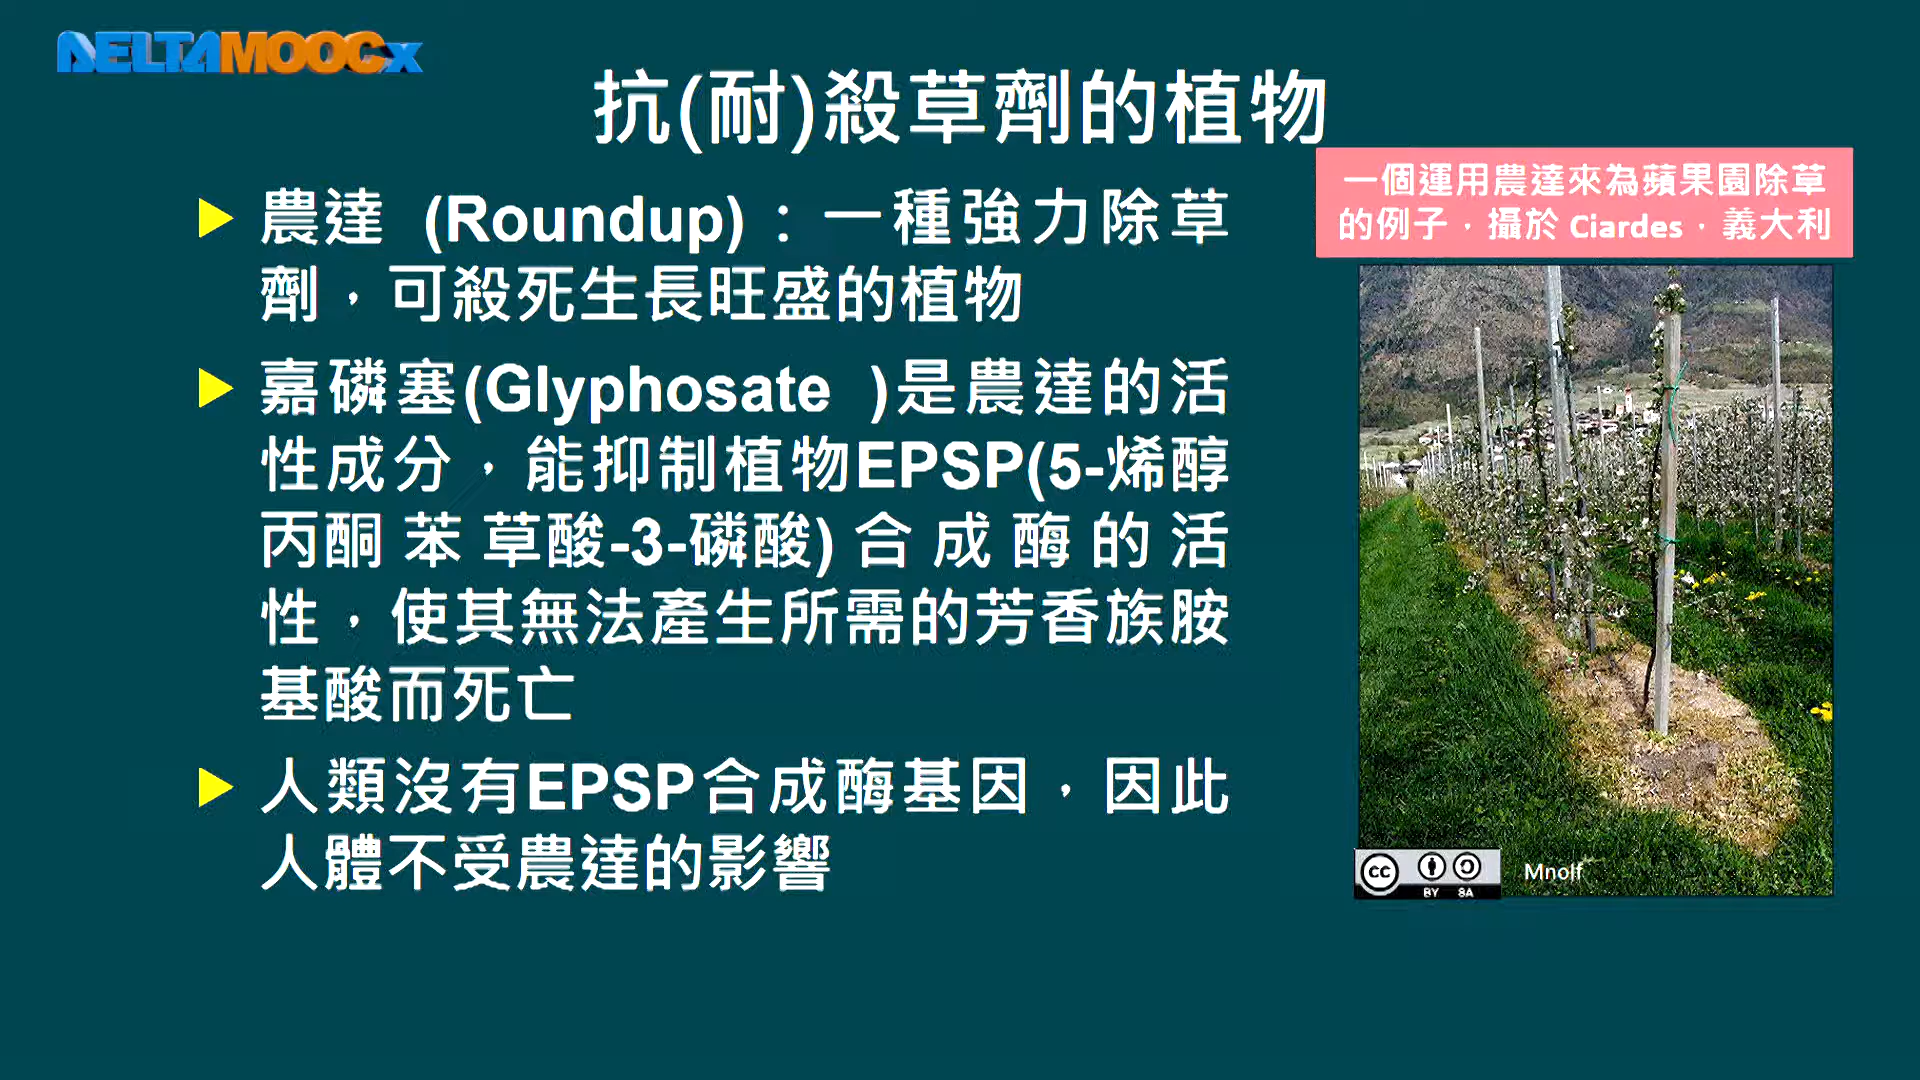 DELTAMOOCx
抗(耐)殺草劑的植物
一個運用農達來為蘋果園除草
的例子，攝於 Ciardes，義大利
農達 (Roundup)：一種強力除草
劑，可殺死生長旺盛的植物
嘉磷塞(Glyphosate )是農達的活
性成分，能抑制植物EPSP(5-烯醇
丙酮苯草酸-3-磷酸)合成酶的活
性，使其無法產生所需的芳香族胺
基酸而死亡
人類沒有EPSP合成酶基因，因此
人體不受農達的影響
cc BY SA Mnolf